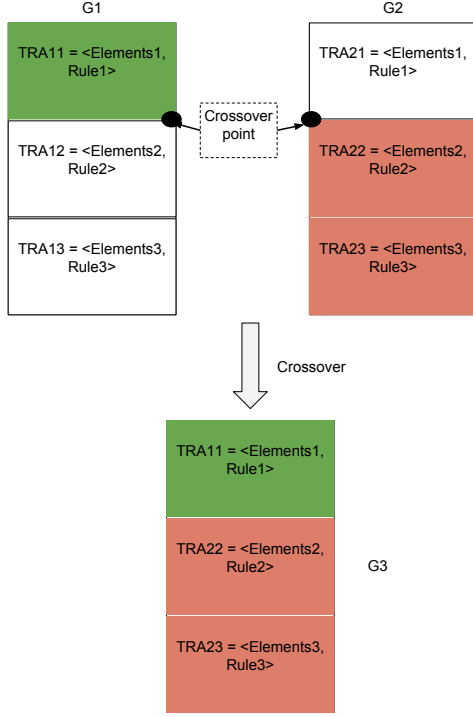 G1
G2
TRA11 = <Elements1,
Rule1>
TRA21 = <Elements1,
Rule1>
Crossover
point
TRA12 = <Elements2,
Rule2>
TRA22 = <Elements2,
Rule2>
TRA13 = <Elements3,
Rule3>
TRA23 = <Elements3,
Rule3>
Crossover
TRA11 = <Elements1,
Rule1>
TRA22 = <Elements2,
Rule2>
G3
TRA23 = <Elements3,
Rule3>